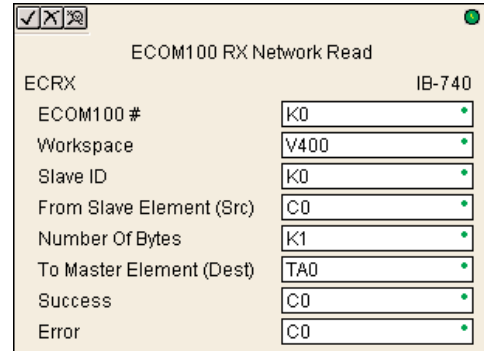 ECOM100 RX Network Read
ECRX IB-740
ECOM100 # K0
Workspace V400
Slave ID K0
From Slave Element (Src) C0
Number Of Bytes K1
To Master Element (Dest) TA0
Success C0
Error C0